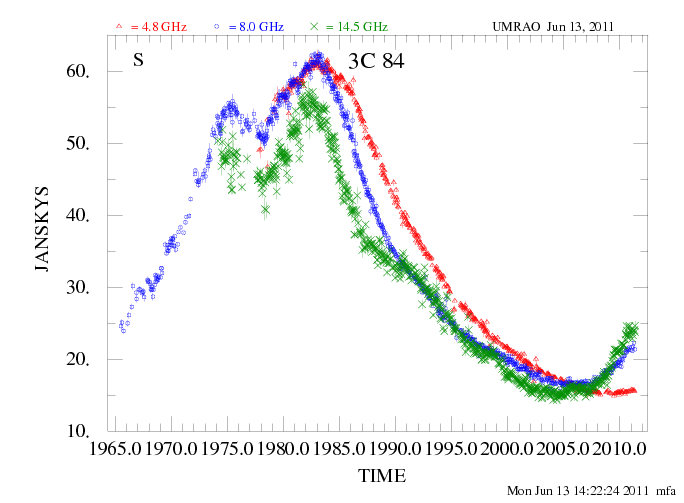 = 4.8 GHz = 8.0 GHz = 14.5 GHz UMRAO Jun 13, 2011
S 3C 84
60.
50.
40.
30.
20.
10.
JANSKYS
1965.0 1970.0 1975.0 1980.0 1985.0 1990.0 1995.0 2000.0 2005.0 2010.0
TIME
Mon Jun 13 14:22:24 2011 mfa